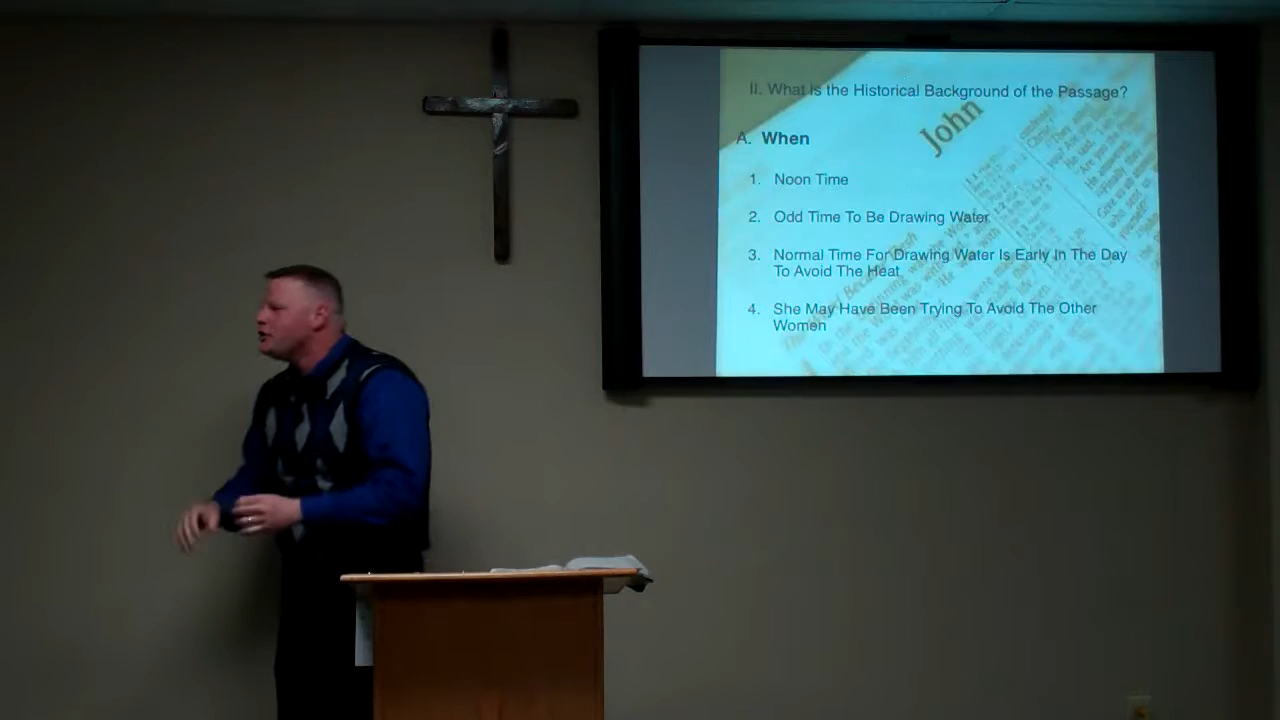 II. What Is the Historical Background of the Passage?
John
A. When
1. Noon Time
2. Odd Time To Be Drawing Water
3. Normal Time For Drawing Water Is Early In The Day
To Avoid The Heat
4. She May Have Been Trying To Avoid The Other
Women